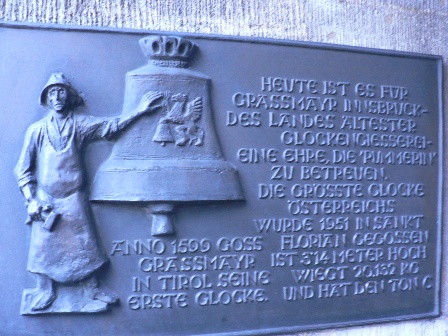 HEUTE IST ES FÜR
GRASSMAYR INNSBRUCK-
DES LANDES ÄLTESTER
GLOCKENGIESSEREI-
EINE EHRE, DIE 'PUMMERIN'
ZU BETREUEN.
DIE GRÖSSTE GLOCKE
ÖSTERREICHS
WURDE 1951 IN SANKT
FLORIAN GEGOSSEN
IST 3'14 METER HOCH
WIEGT 20.132 KG
UND HAT DEN TON C
ANNO 1599 GOSS
GRASSMAYR
IN TIROL SEINE
ERSTE GLOCKE.